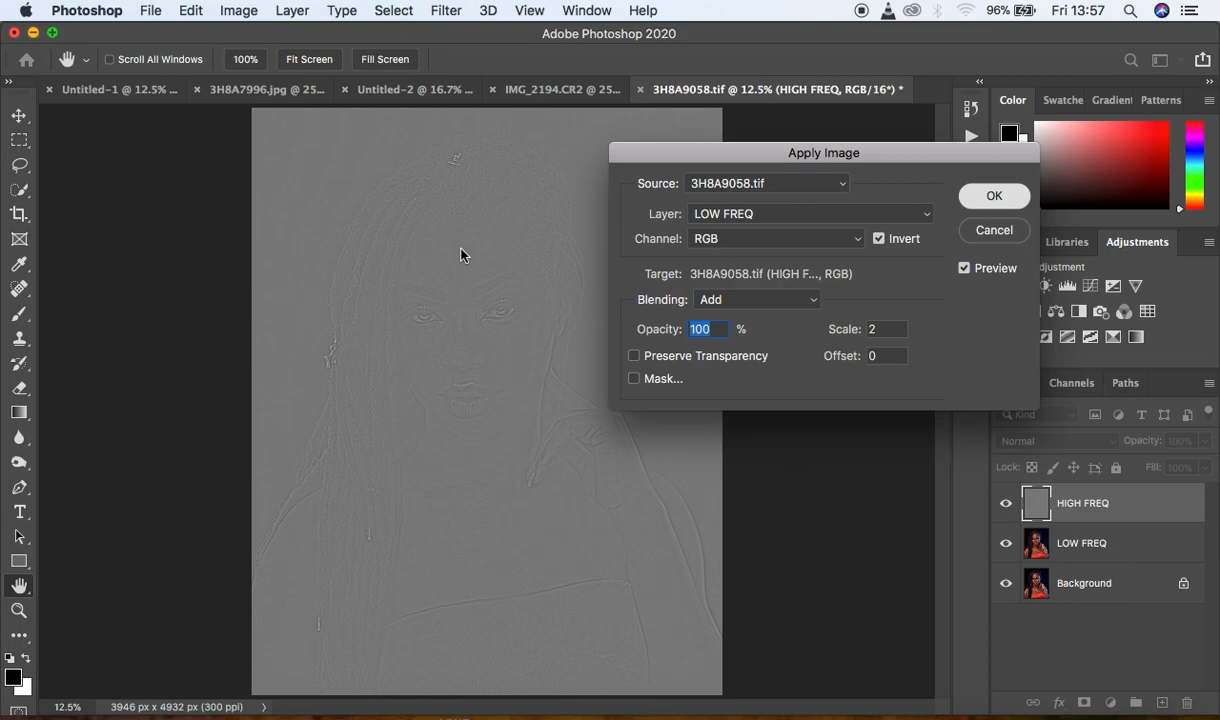 Photoshop File Edit Image Layer Type Select Filter 3D View Window Help 96% Fri 13:57
Adobe Photoshop 2020
Scroll All Windows 100% Fit Screen Fill Screen
Untitled-1 @ 12.5% ... 3H8A7996.jpg @ 25... Untitled-2 @ 16.7%... IMG_2194.CR2 @ 25... 3H8A9058.tif @ 12.5% (HIGH FREQ, RGB/16*) *
Color Swatche Gradient Patterns
Apply Image
Source: 3H8A9058.tif
OK
Layer: LOW FREQ
Cancel
Channel: RGB Invert
Libraries Adjustments
Preview
djustment
Target: 3H8A9058.tif (HIGH F..., RGB)
Blending: Add
Opacity: 100 % Scale: 2
Preserve Transparency Offset: 0
Mask...
Channels Paths
Kind
Normal Opacity: 100%
Lock: Fill: 100%
HIGH FREQ
LOW FREQ
Background
12.5% 3946 px x 4932 px (300 ppi)